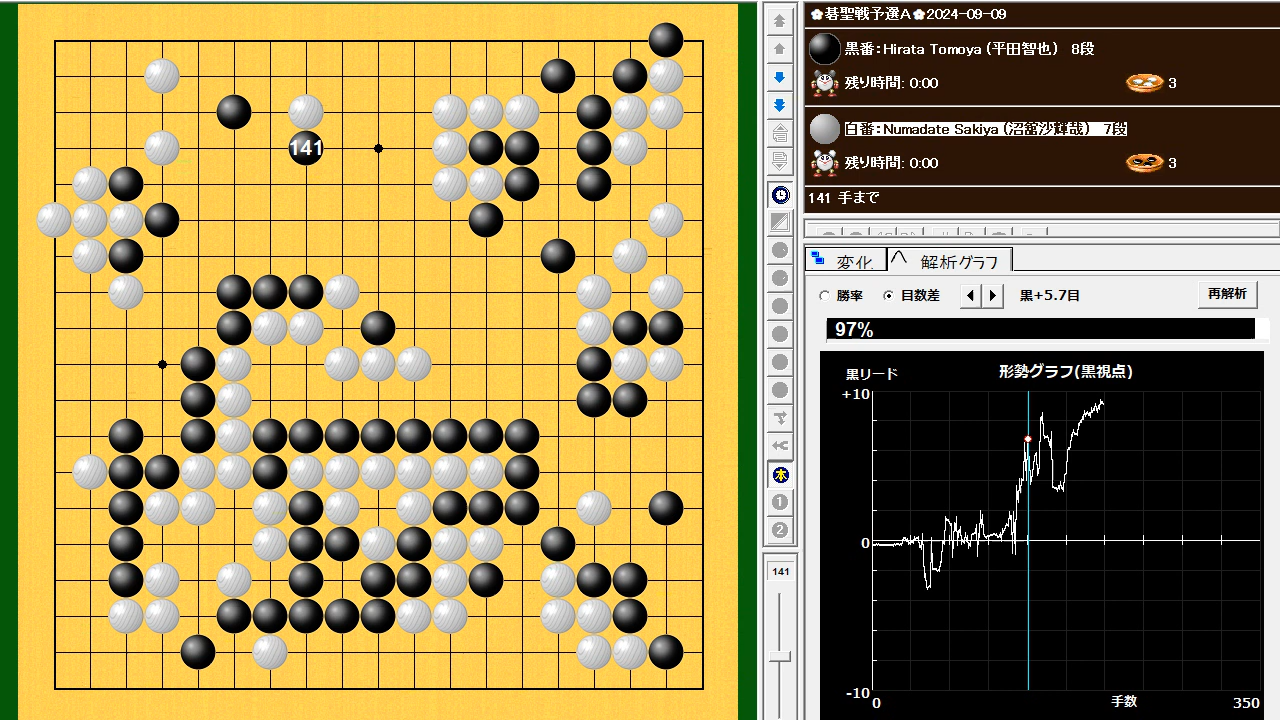 141
1
2
141
✿碁聖戦予選A✿2024-09-09
黒番:Hirata Tomoya (平田智也) 8段
残り時間: 0:00
3
白番:Numadate Sakiya (沼舘沙輝哉) 7段
残り時間: 0:00
3
141 手まで
変化
解析グラフ
勝率
目数差
黒+5.7目
再解析
97%
黒リード
形勢グラフ(黒視点)
+10
0
-10
0
手数
350